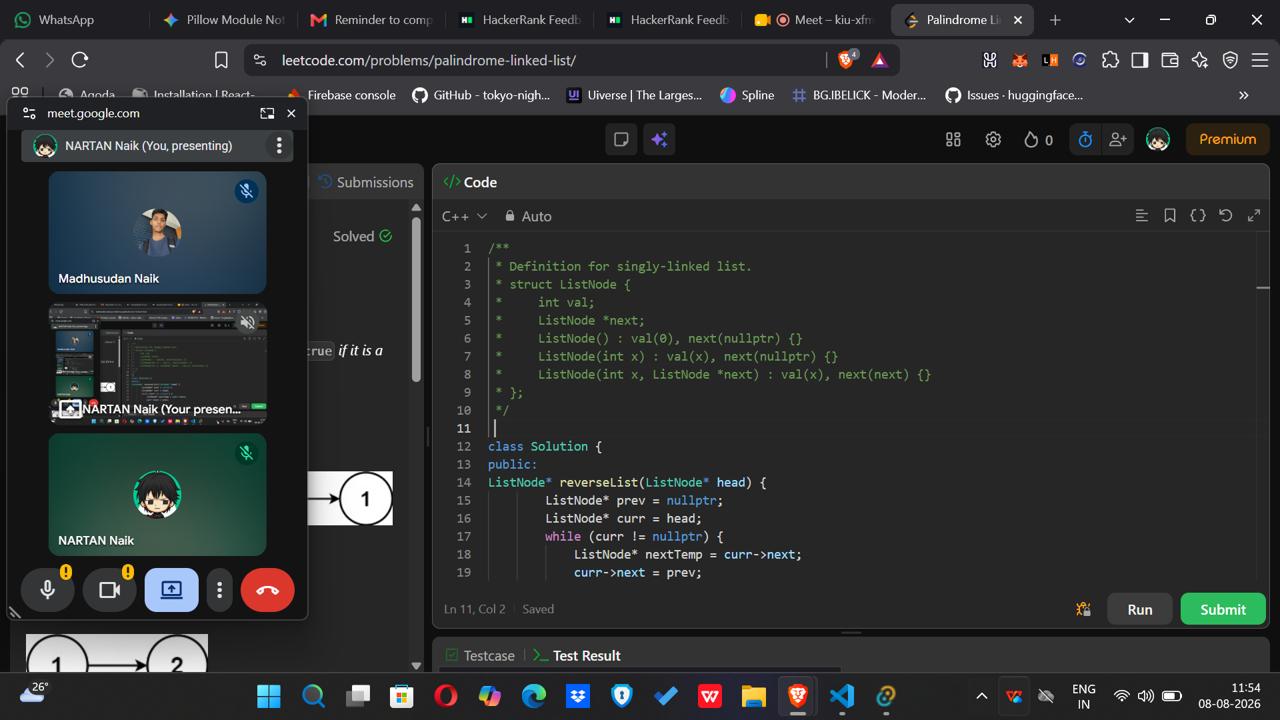 WhatsApp
Pillow Module Not
Reminder to comp
HackerRank Feedb
HackerRank Feedb
Meet – kiu-xfm
Palindrome Li
leetcode.com/problems/palindrome-linked-list/
4
Installation | React-
Firebase console
GitHub - tokyo-nigh...
Uiverse | The Larges...
Spline
BG.IBELICK - Moder...
Issues · huggingface...
meet.google.com
NARTAN Naik (You, presenting)
Madhusudan Naik
NARTAN Naik (Your presen...
NARTAN Naik
0
Premium
Submissions
Solved
true if it is a
1
1
2
Code
C++
Auto
1 /**
2 * Definition for singly-linked list.
3 * struct ListNode {
4 *     int val;
5 *     ListNode *next;
6 *     ListNode() : val(0), next(nullptr) {}
7 *     ListNode(int x) : val(x), next(nullptr) {}
8 *     ListNode(int x, ListNode *next) : val(x), next(next) {}
9 * };
10 */
11
12 class Solution {
13 public:
14 ListNode* reverseList(ListNode* head) {
15         ListNode* prev = nullptr;
16         ListNode* curr = head;
17         while (curr != nullptr) {
18             ListNode* nextTemp = curr->next;
19             curr->next = prev;
Ln 11, Col 2
Saved
Run
Submit
Testcase
Test Result
26°
ENG
IN
11:54
08-08-2026